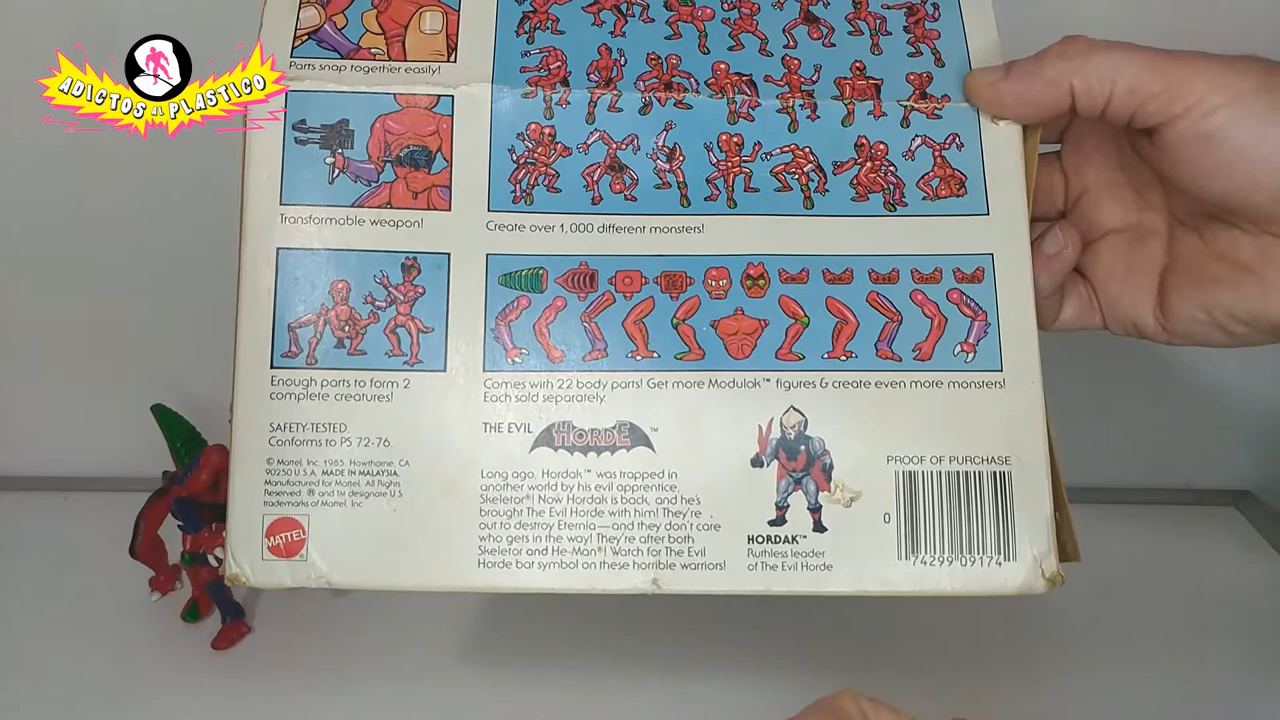 ADICTOS AL PLASTICO
Parts snap together easily!
Transformable weapon!
Create over 1,000 different monsters!
Enough parts to form 2
complete creatures!
Comes with 22 body parts! Get more Modulok™ figures & create even more monsters!
Each sold separately.
SAFETY-TESTED.
Conforms to PS 72-76.
© Mattel, Inc. 1985. Hawthorne, CA
90250 U.S.A. MADE IN MALAYSIA.
Manufactured for Mattel. All Rights
Reserved. ® and TM designate U.S.
trademarks of Mattel, Inc.
MATTEL
THE EVIL HORDE™
Long ago, Hordak™ was trapped in
another world by his evil apprentice,
Skeletor®! Now Hordak is back, and he's
brought The Evil Horde with him! They're
out to destroy Eternia—and they don't care
who gets in the way! They're after both
Skeletor and He-Man®! Watch for The Evil
Horde bat symbol on these horrible warriors!
HORDAK™
Ruthless leader
of The Evil Horde
PROOF OF PURCHASE
0 74299 09174